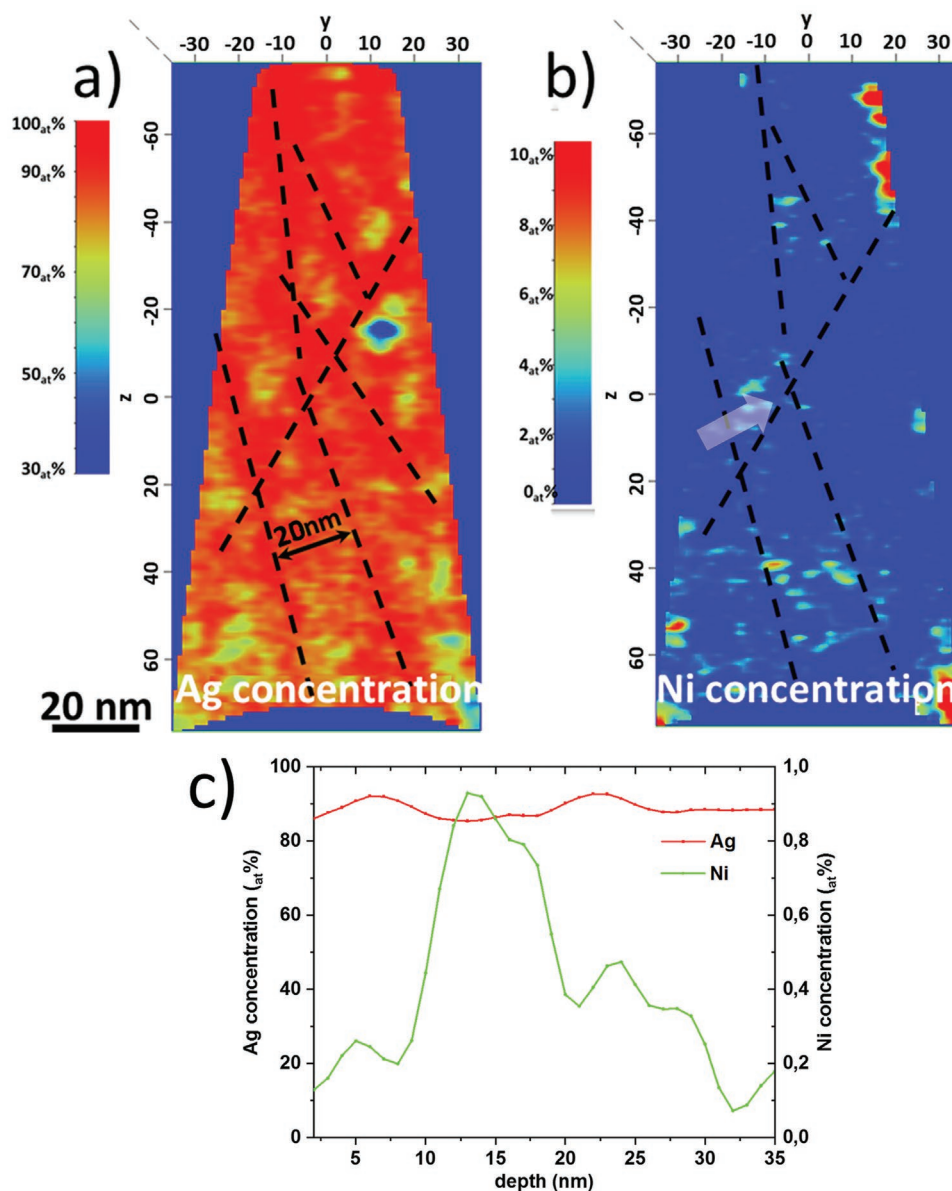 a)
y
-30 -20 -10 0 10 20 30
100at%
90at%
70at%
50at%
30at%
z
-60
-40
-20
0
20
40
60
20nm
Ag concentration
20 nm
b)
y
-30 -20 -10 0 10 20 30
10at%
8at%
6at%
4at%
2at%
0at%
z
-60
-40
-20
0
20
40
60
Ni concentration
c)
Ag concentration (at%)
100
80
60
40
20
0
Ag
Ni
1,0
0,8
0,6
0,4
0,2
0,0
Ni concentration (at%)
5 10 15 20 25 30 35
depth (nm)